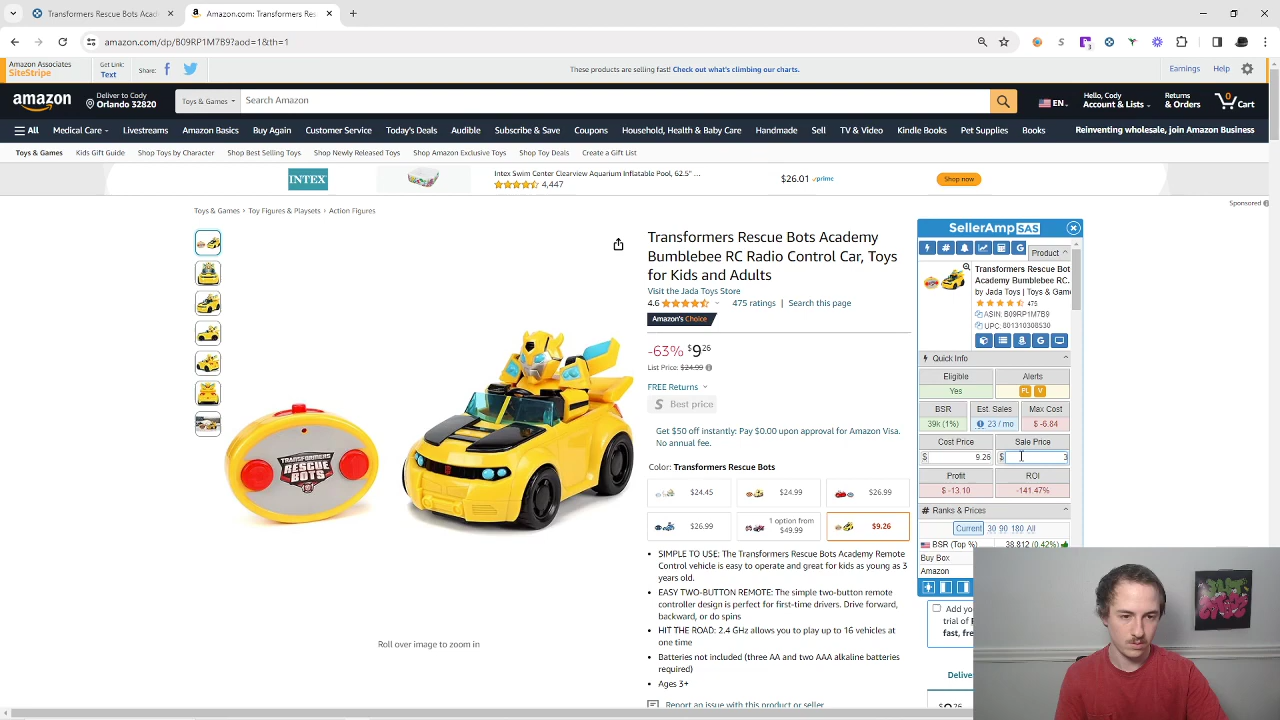 Transformers Rescue Bots Acade
Amazon.com: Transformers Res
amazon.com/dp/B09RP1M7B9?aod=1&th=1
Amazon Associates
SiteStripe
Get Link:
Text
Share:
These products are selling fast! Check out what's climbing our charts.
Earnings
Help
amazon
Deliver to Cody
Orlando 32820
Toys & Games
Search Amazon
EN
Hello, Cody
Account & Lists
Returns
& Orders
0
Cart
All
Medical Care
Livestreams
Amazon Basics
Buy Again
Customer Service
Today's Deals
Audible
Subscribe & Save
Coupons
Household, Health & Baby Care
Handmade
Sell
TV & Video
Kindle Books
Pet Supplies
Books
Reinventing wholesale, join Amazon Business
Toys & Games
Kids Gift Guide
Shop Toys by Character
Shop Best Selling Toys
Shop Newly Released Toys
Shop Amazon Exclusive Toys
Shop Toy Deals
Create a Gift List
INTEX
Intex Swim Center Clearview Aquarium Inflatable Pool, 62.5" ...
4,447
$26.01 prime
Shop now
Sponsored
Toys & Games › Toy Figures & Playsets › Action Figures
TRANSFORMERS
RESCUE
BOTS
Roll over image to zoom in
Transformers Rescue Bots Academy
Bumblebee RC Radio Control Car, Toys
for Kids and Adults
Visit the Jada Toys Store
4.6
475 ratings | Search this page
Amazon's Choice
-63% $9 26
List Price: $24.99
FREE Returns
Best price
Get $50 off instantly: Pay $0.00 upon approval for Amazon Visa.
No annual fee.
Color: Transformers Rescue Bots
$24.45
$24.99
$26.99
$26.99
1 option from
$49.99
$9.26
• SIMPLE TO USE: The Transformers Rescue Bots Academy Remote
Control vehicle is easy to operate and great for kids as young as 3
years old.
• EASY TWO-BUTTON REMOTE: The simple two-button remote
controller design is perfect for first-time drivers. Drive forward,
backward, or do spins
• HIT THE ROAD: 2.4 GHz allows you to play up to 16 vehicles at
one time
• Batteries not included (three AA and two AAA alkaline batteries
required)
• Ages 3+
Report an issue with this product or seller
SellerAmp SAS
Product
Transformers Rescue Bot
Academy Bumblebee RC
by Jada Toys | Toys & Game
475
ASIN: B09RP1M7B9
UPC: 801310308530
Quick Info
Eligible
Yes
Alerts
PL V
BSR
39k (1%)
Est. Sales
23 / mo
Max Cost
$ -6.84
Cost Price
$ 9.26
Sale Price
$
Profit
$ -13.10
ROI
-141.47%
Ranks & Prices
Current 30 90 180 All
BSR (Top %)
38,812 (0.42%)
Buy Box
Amazon
Add you
trial of
fast, fre
Delive